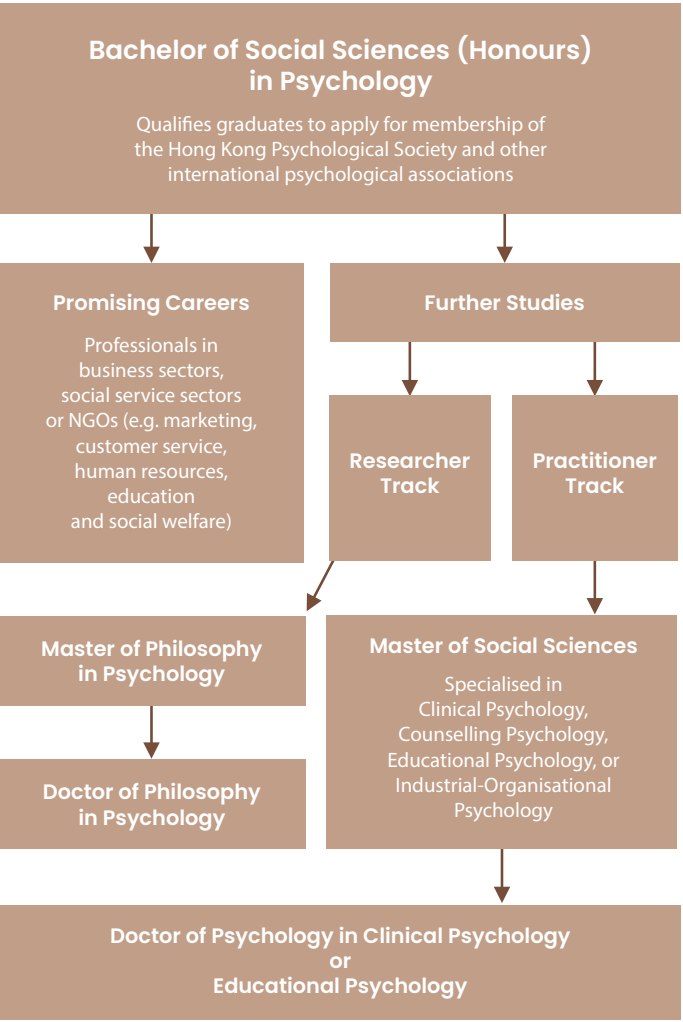 Bachelor of Social Sciences (Honours)
in Psychology
Qualifies graduates to apply for membership of
the Hong Kong Psychological Society and other
international psychological associations
Promising Careers
Professionals in
business sectors,
social service sectors
or NGOs (e.g. marketing,
customer service,
human resources,
education
and social welfare)
Further Studies
Researcher
Track
Practitioner
Track
Master of Philosophy
in Psychology
Doctor of Philosophy
in Psychology
Master of Social Sciences
Specialised in
Clinical Psychology,
Counselling Psychology,
Educational Psychology, or
Industrial-Organisational
Psychology
Doctor of Psychology in Clinical Psychology
or
Educational Psychology